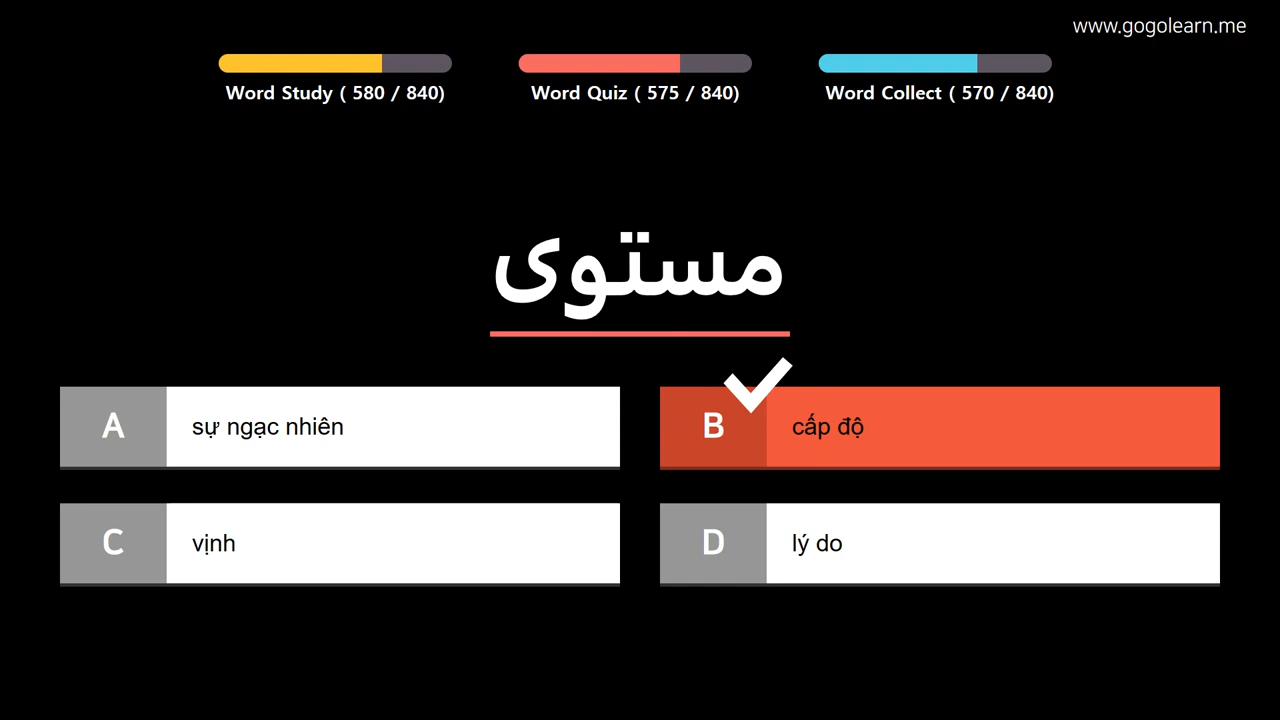 www.gogolearn.me
Word Study ( 580 / 840)
Word Quiz ( 575 / 840)
Word Collect ( 570 / 840)
مستوى
A
sự ngạc nhiên
B
cấp độ
C
vịnh
D
lý do